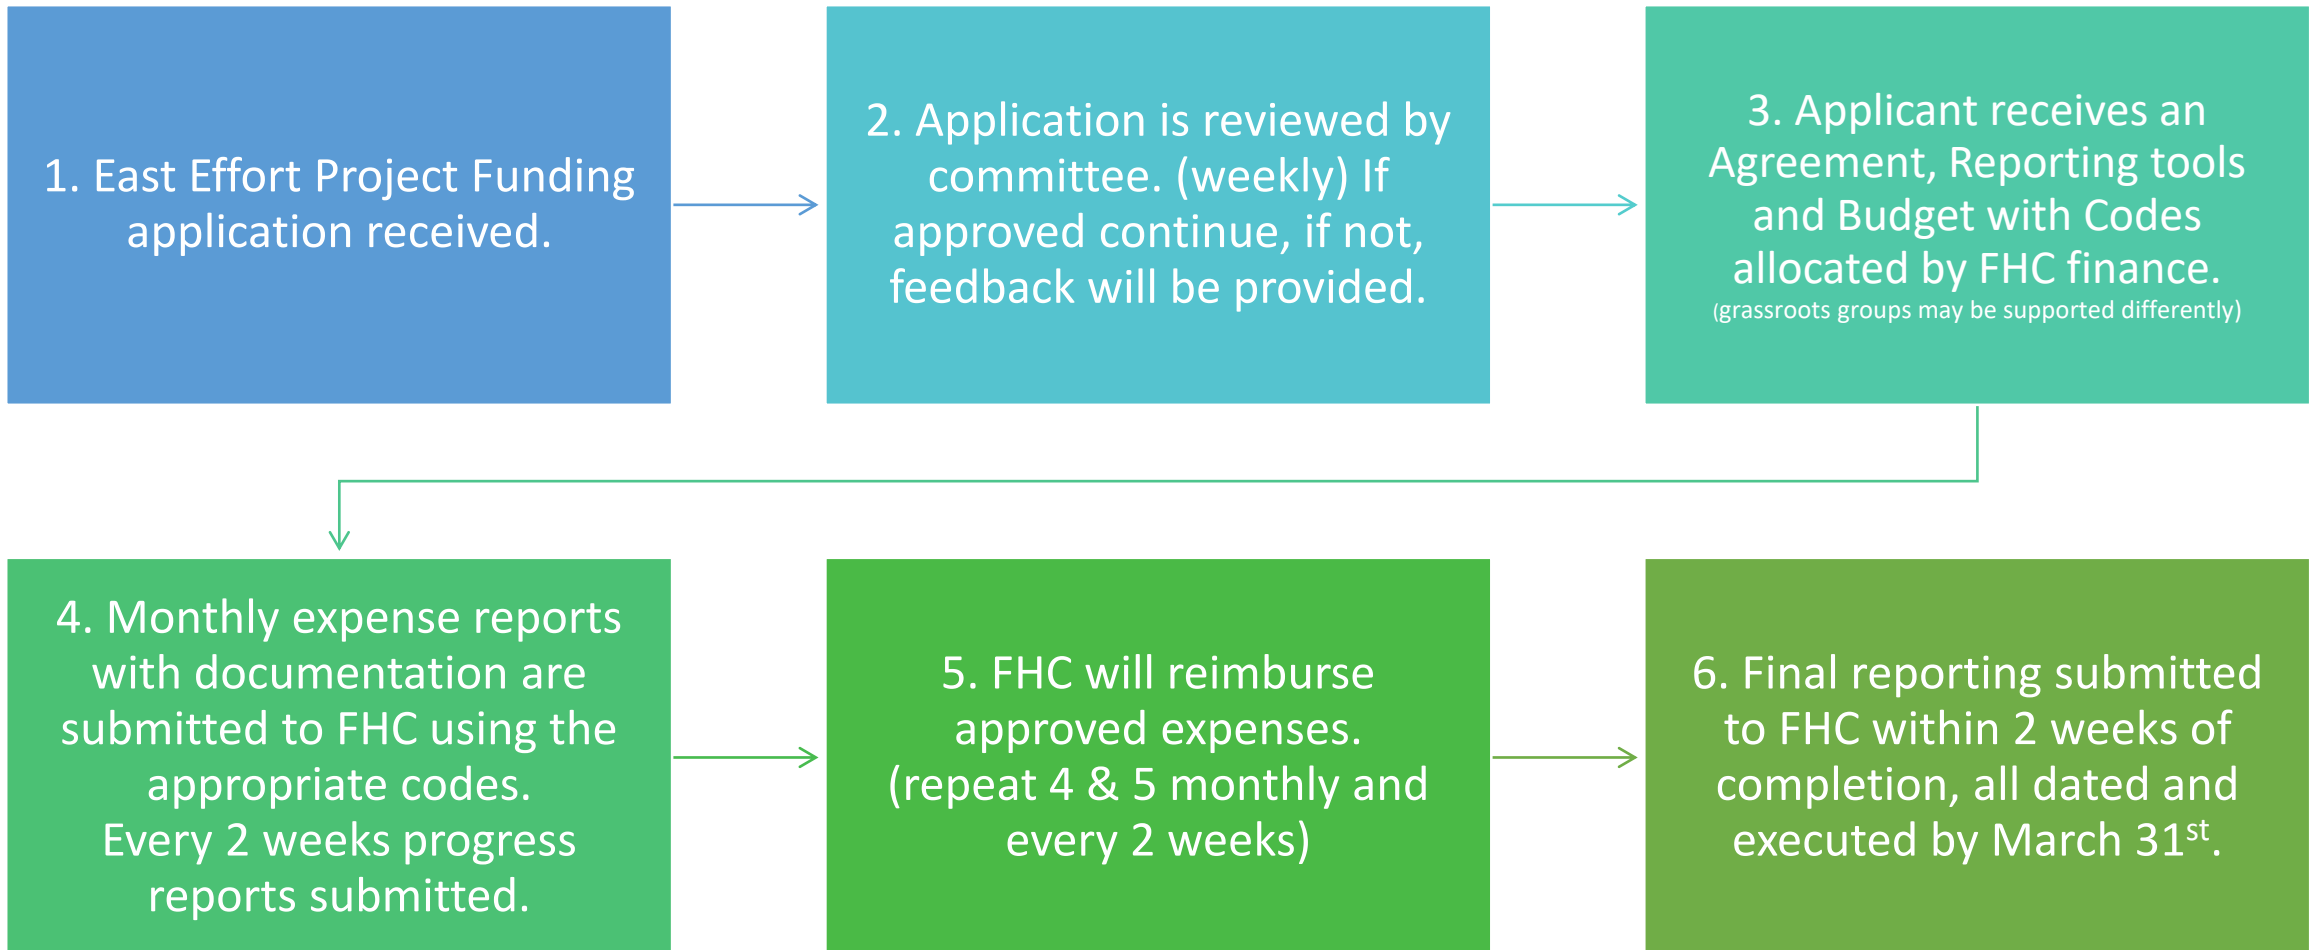 1. East Effort Project Funding
application received.
2. Application is reviewed by
committee. (weekly) If
approved continue, if not,
feedback will be provided.
3. Applicant receives an
Agreement, Reporting tools
and Budget with Codes
allocated by FHC finance.
(grassroots groups may be supported differently)
4. Monthly expense reports
with documentation are
submitted to FHC using the
appropriate codes.
Every 2 weeks progress
reports submitted.
5. FHC will reimburse
approved expenses.
(repeat 4 & 5 monthly and
every 2 weeks)
6. Final reporting submitted
to FHC within 2 weeks of
completion, all dated and
executed by March 31st.